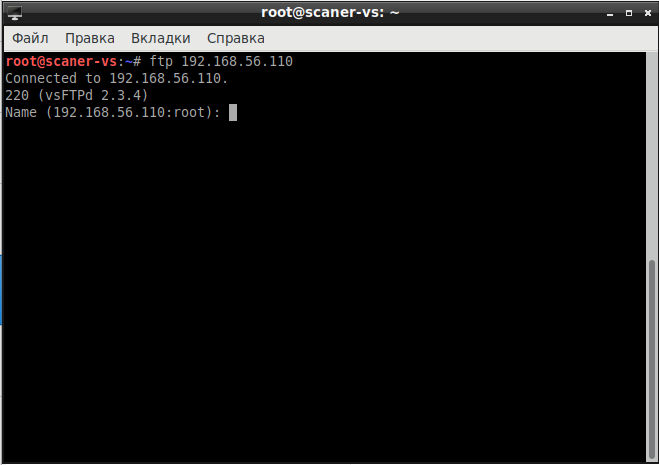 root@scaner-vs: ~
Файл Правка Вкладки Справка
root@scaner-vs:~# ftp 192.168.56.110
Connected to 192.168.56.110.
220 (vsFTPd 2.3.4)
Name (192.168.56.110:root):